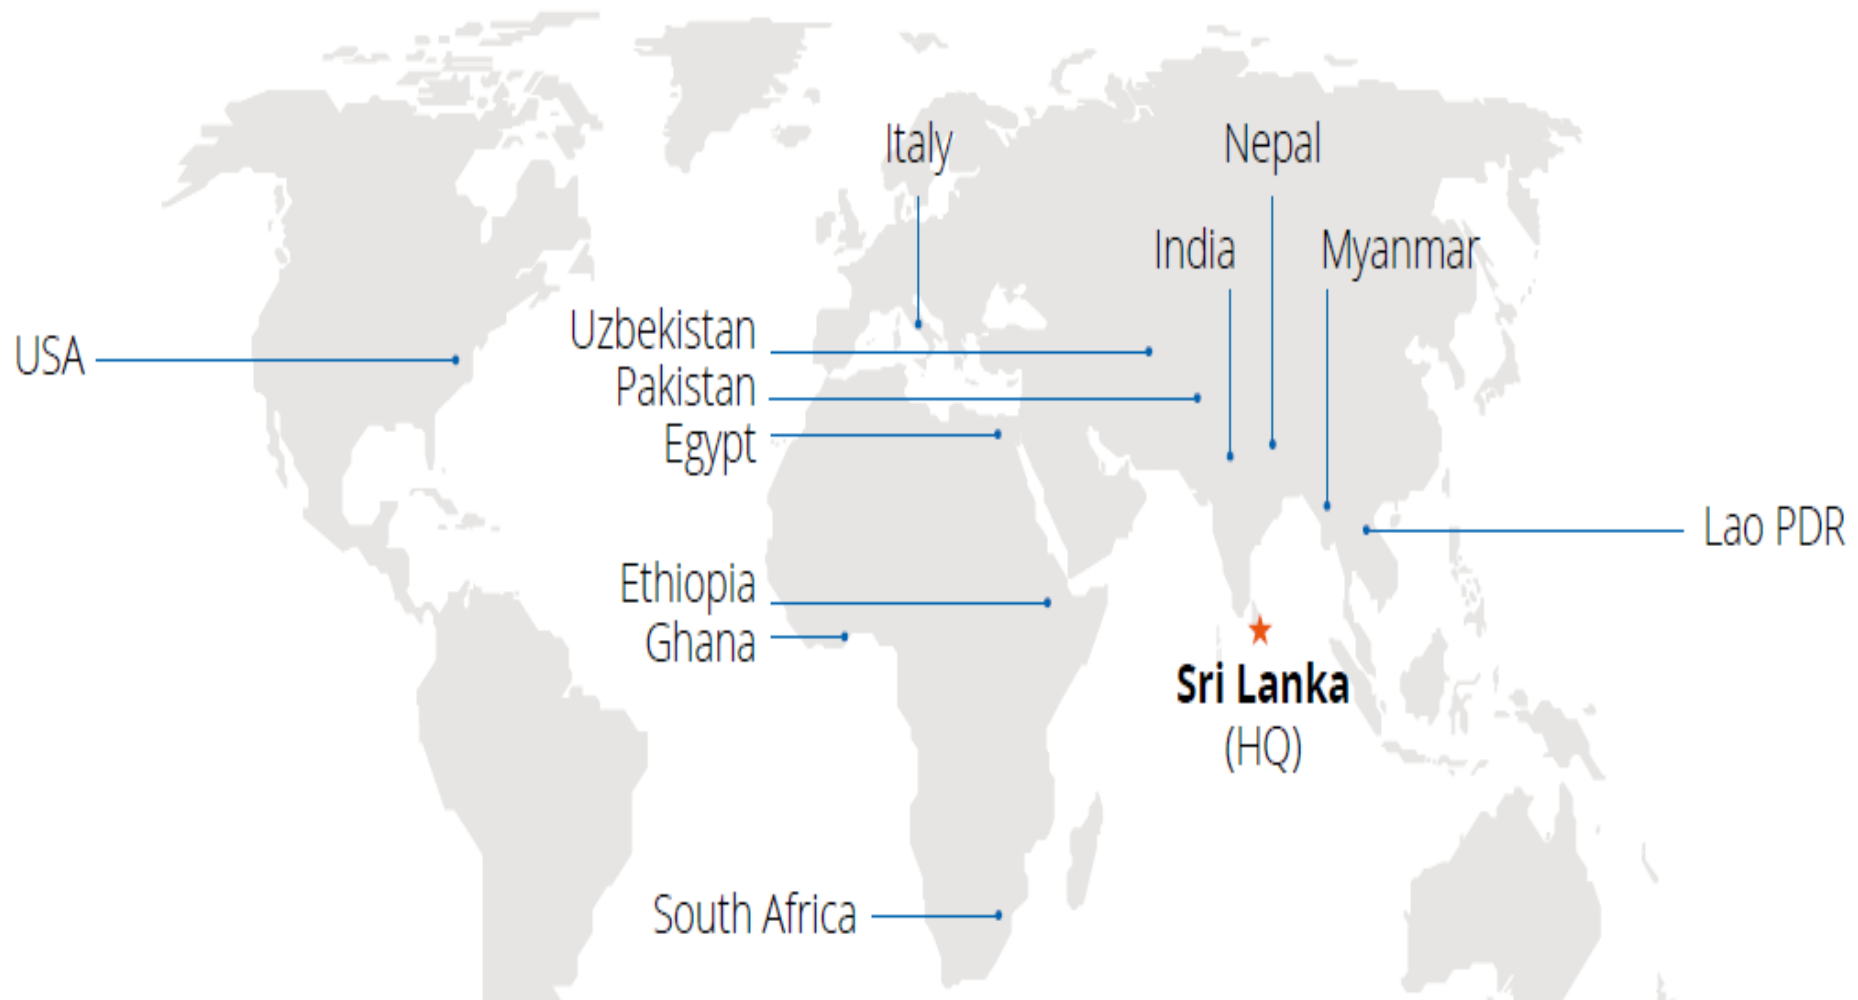 Italy
Nepal
India
Myanmar
Uzbekistan
USA
Pakistan
Egypt
Lao PDR
Ethiopia
Ghana
Sri Lanka
(HQ)
South Africa